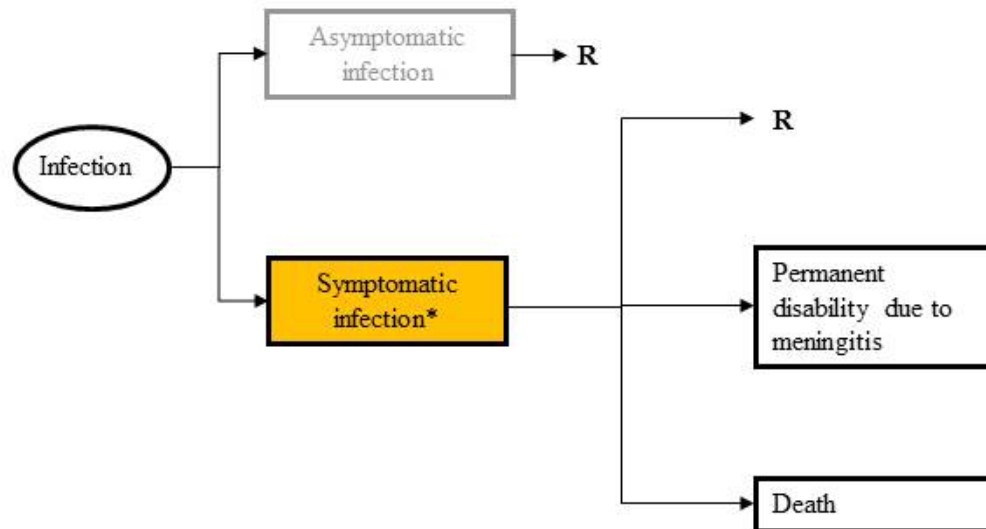 Asymptomatic
infection
R
R
Infection
Symptomatic
infection*
Permanent
disability due to
meningitis
Death